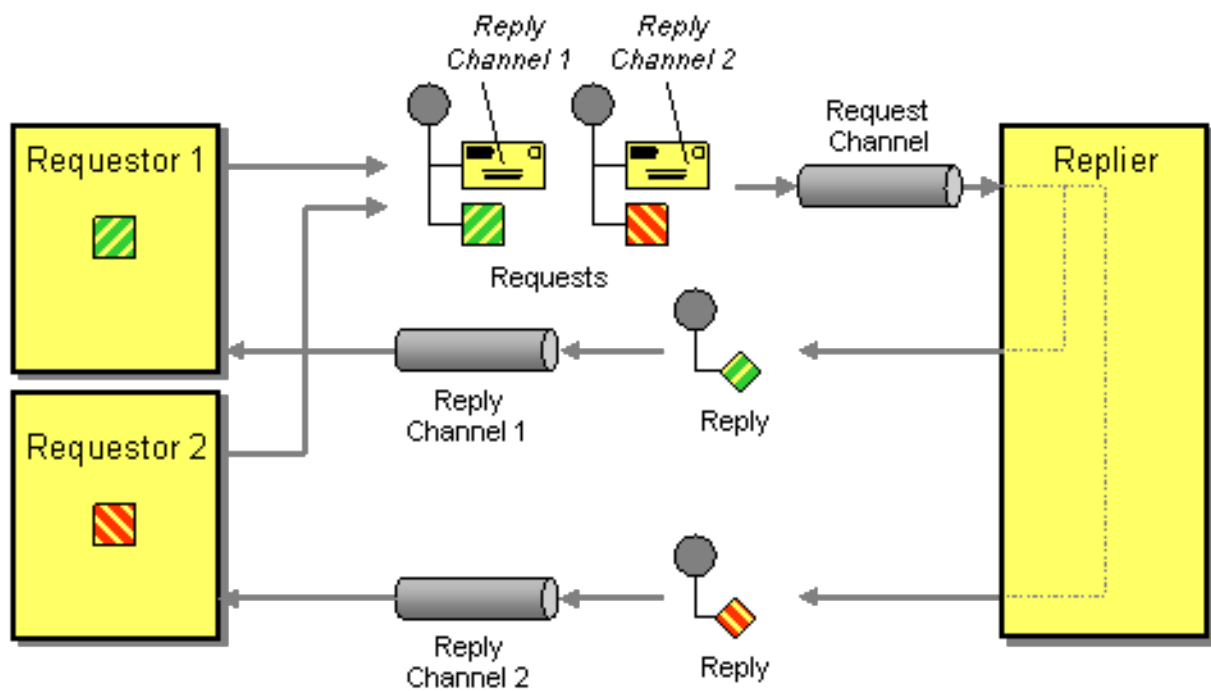 Reply
Channel 1
Reply
Channel 2
Request
Channel
Requestor 1
Replier
Requests
Reply
Channel 1
Reply
Requestor 2
Reply
Channel 2
Reply